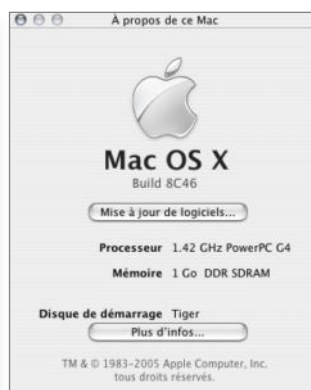 À propos de ce Mac
Mac OS X
Build 8C46
Mise à jour de logiciels...
Processeur 1.42 GHz PowerPC G4
Mémoire 1 Go DDR SDRAM
Disque de démarrage Tiger
Plus d'infos...
TM & © 1983-2005 Apple Computer, Inc.
tous droits réservés.